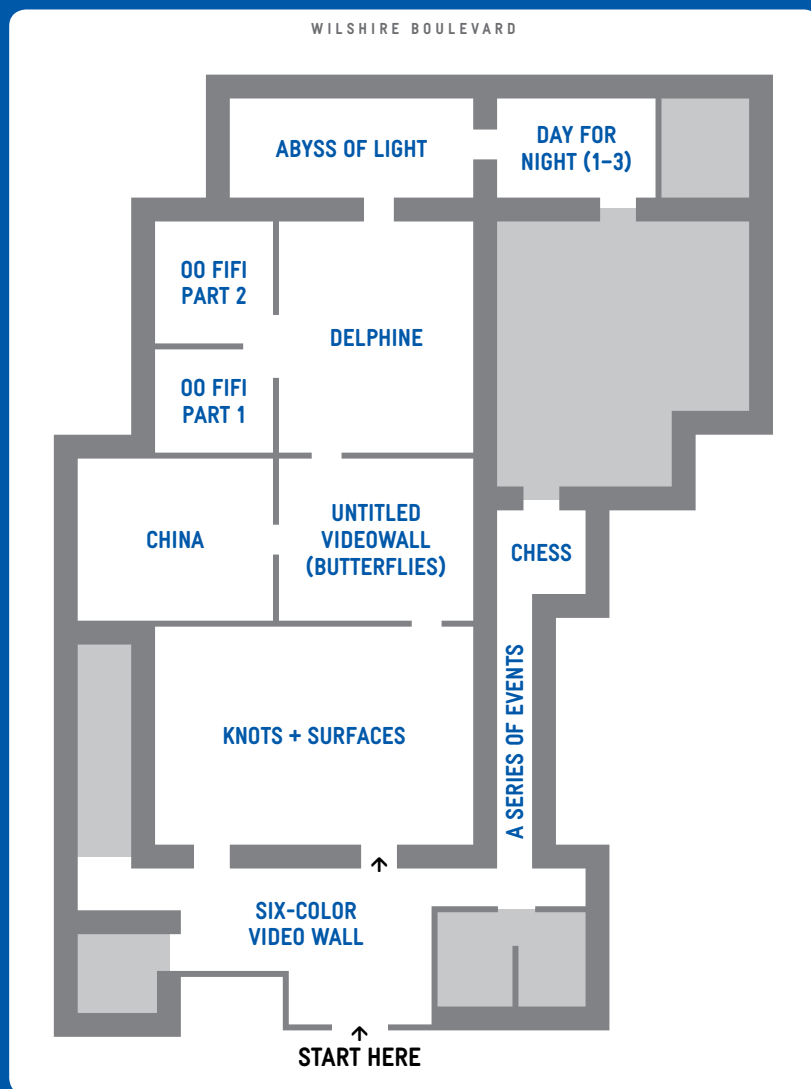 WILSHIRE BOULEVARD
ABYSS OF LIGHT
DAY FOR
NIGHT (1–3)
OO FIFI
PART 2
DELPHINE
OO FIFI
PART 1
CHINA
UNTITLED
VIDEOWALL
(BUTTERFLIES)
CHESS
KNOTS + SURFACES
A SERIES OF EVENTS
SIX-COLOR
VIDEO WALL
START HERE